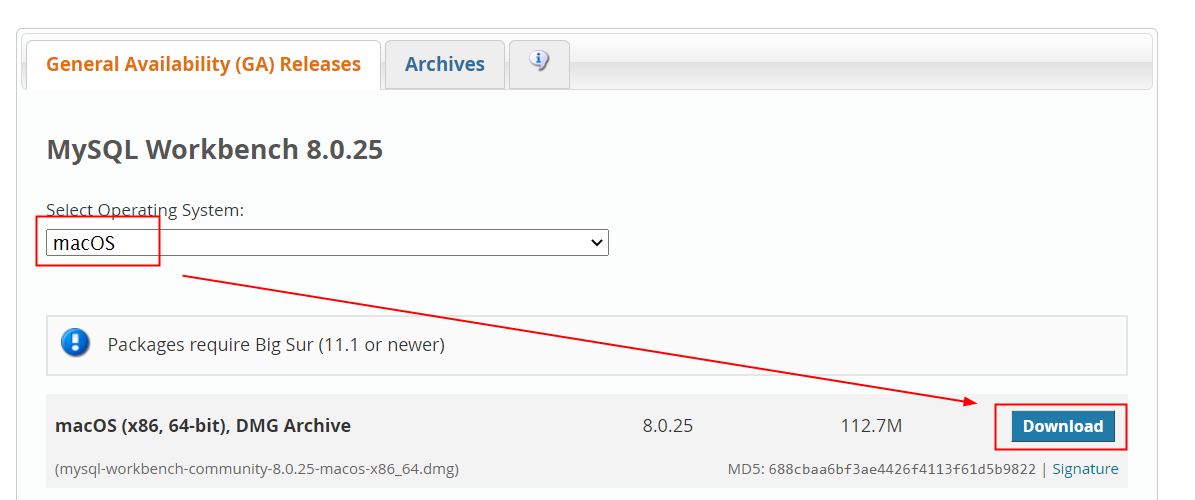 General Availability (GA) Releases
Archives
MySQL Workbench 8.0.25
Select Operating System:
macOS
Packages require Big Sur (11.1 or newer)
macOS (x86, 64-bit), DMG Archive
8.0.25
112.7M
Download
(mysql-workbench-community-8.0.25-macos-x86_64.dmg)
MD5: 688cbaa6bf3ae4426f4113f61d5b9822 | Signature